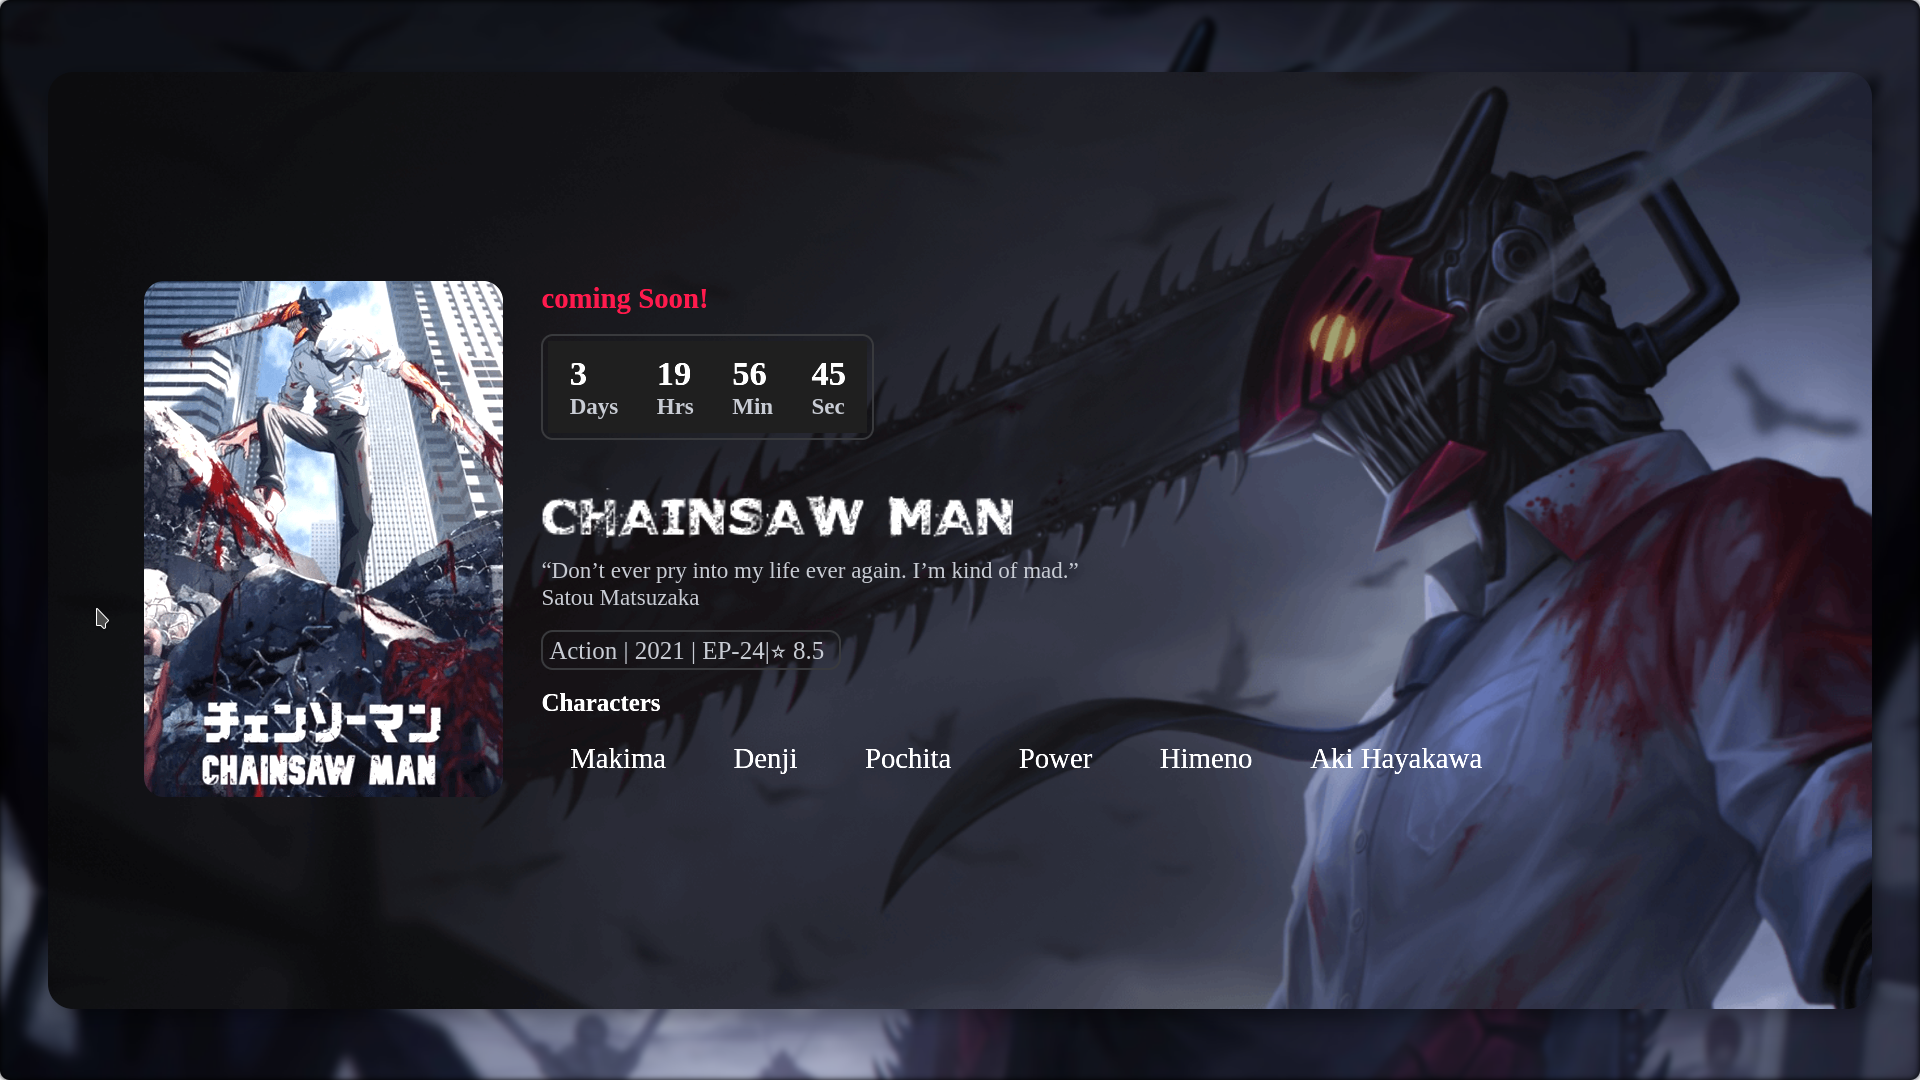 coming Soon!
3 19 56 45
Days Hrs Min Sec
CHAINSAW MAN
“Don’t ever pry into my life ever again. I’m kind of mad.”
Satou Matsuzaka
Action | 2021 | EP-24|☆ 8.5
Characters
Makima Denji Pochita Power Himeno Aki Hayakawa
チェンソーマン
CHAINSAW MAN